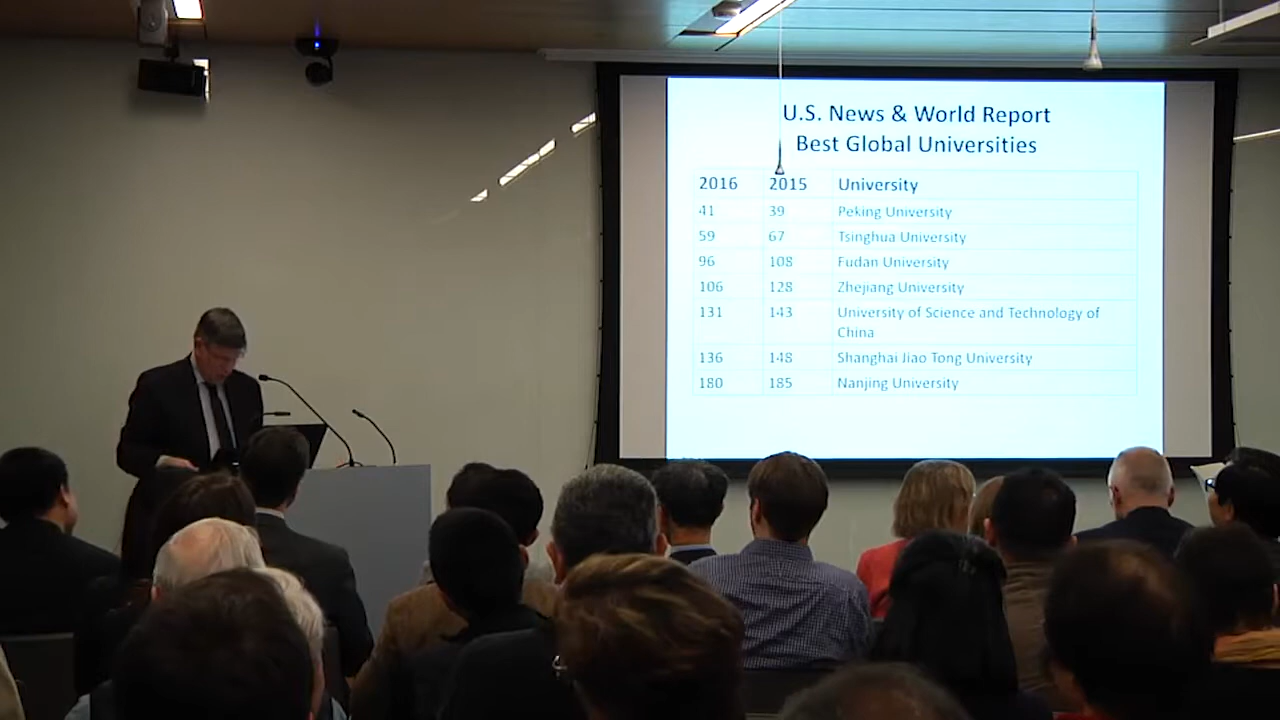 U.S. News & World Report
Best Global Universities
2016 2015 University
41 39 Peking University
59 67 Tsinghua University
96 108 Fudan University
106 128 Zhejiang University
131 143 University of Science and Technology of
China
136 148 Shanghai Jiao Tong University
180 185 Nanjing University